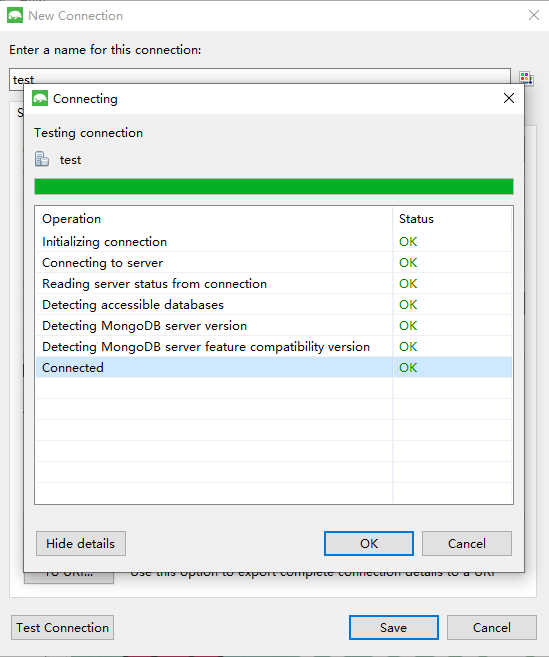 New Connection
Enter a name for this connection:
test
S
Connecting
Testing connection
test
Operation Status
Initializing connection OK
Connecting to server OK
Reading server status from connection OK
Detecting accessible databases OK
Detecting MongoDB server version OK
Detecting MongoDB server feature compatibility version OK
Connected OK
Hide details OK Cancel
To URI... Use this option to export complete connection details to a URI
Test Connection Save Cancel